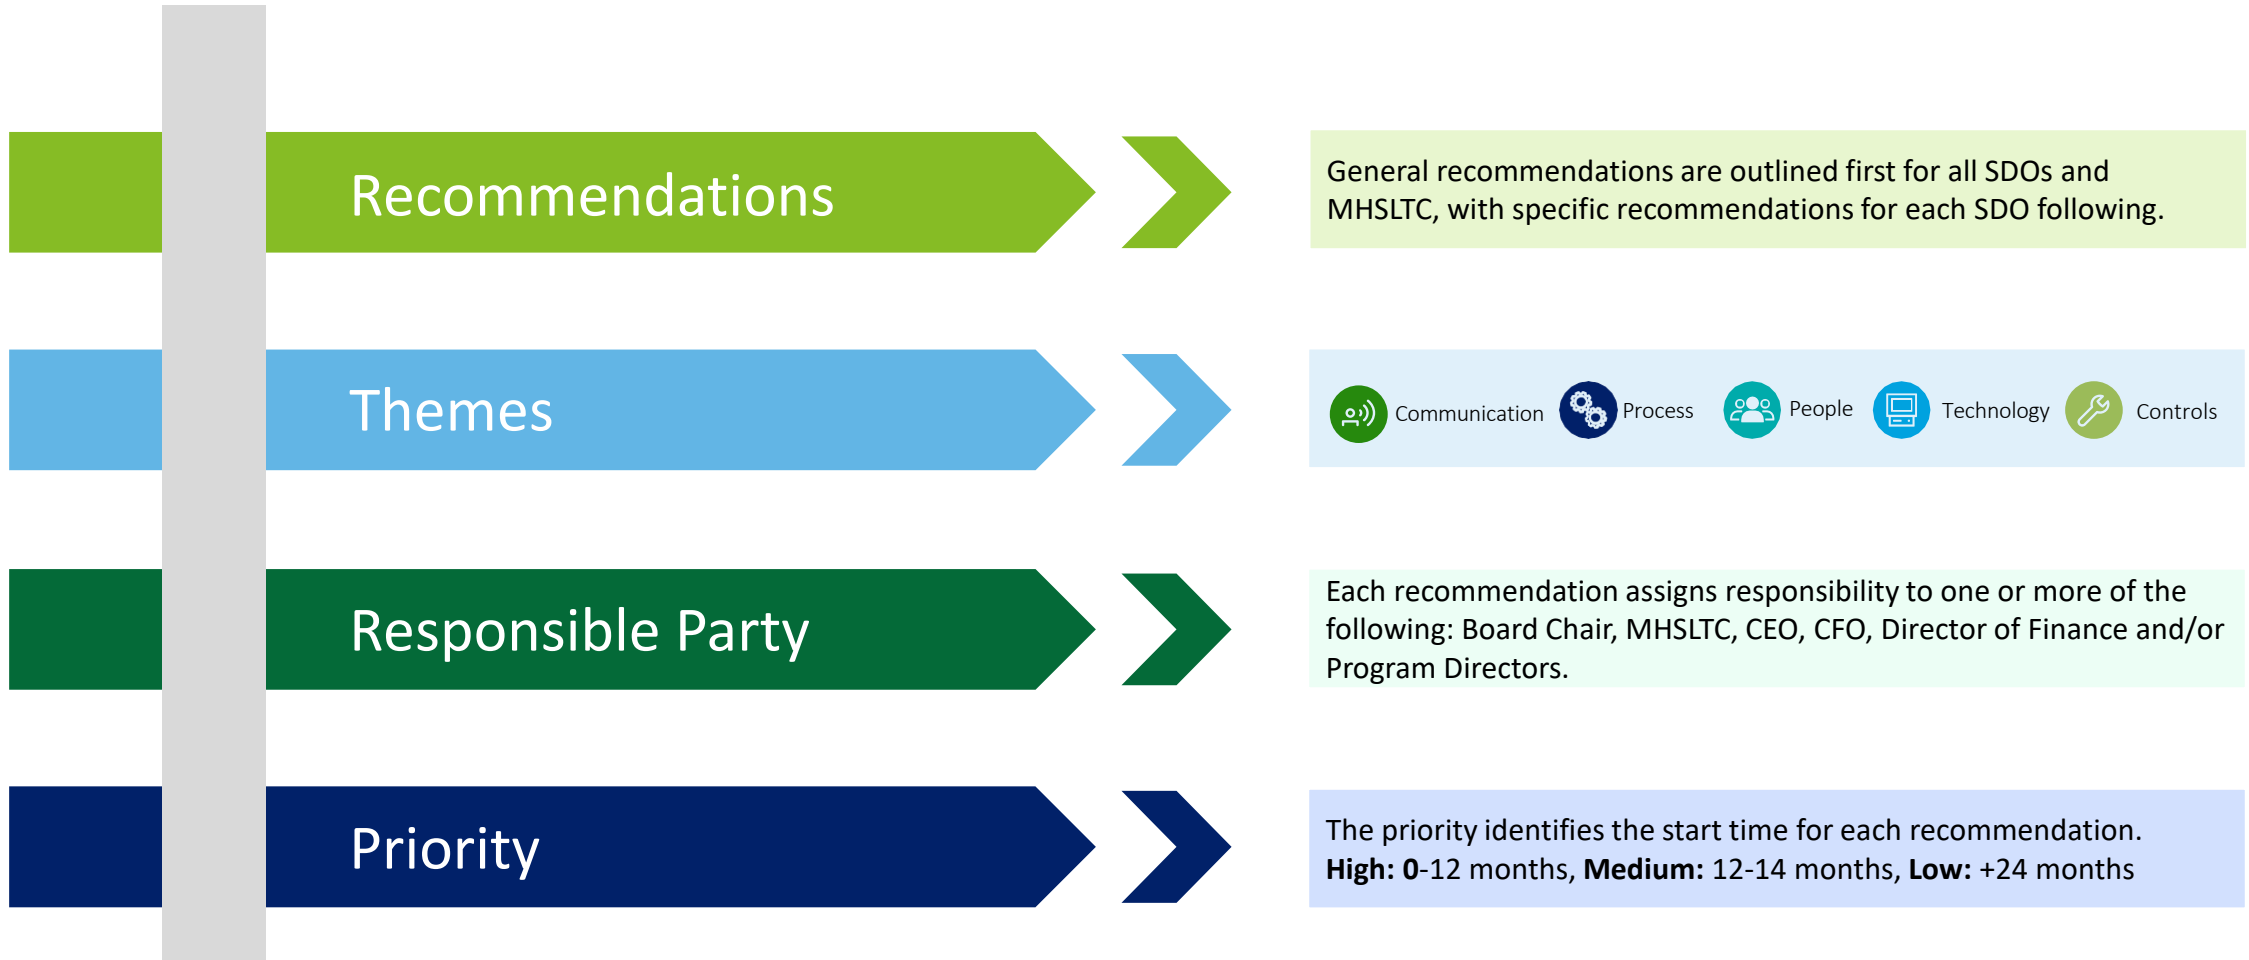 Recommendations
General recommendations are outlined first for all SDOs and
MHSLTC, with specific recommendations for each SDO following.
Themes
Communication Process People Technology Controls
Responsible Party
Each recommendation assigns responsibility to one or more of the
following: Board Chair, MHSLTC, CEO, CFO, Director of Finance and/or
Program Directors.
Priority
The priority identifies the start time for each recommendation.
High: 0-12 months, Medium: 12-14 months, Low: +24 months